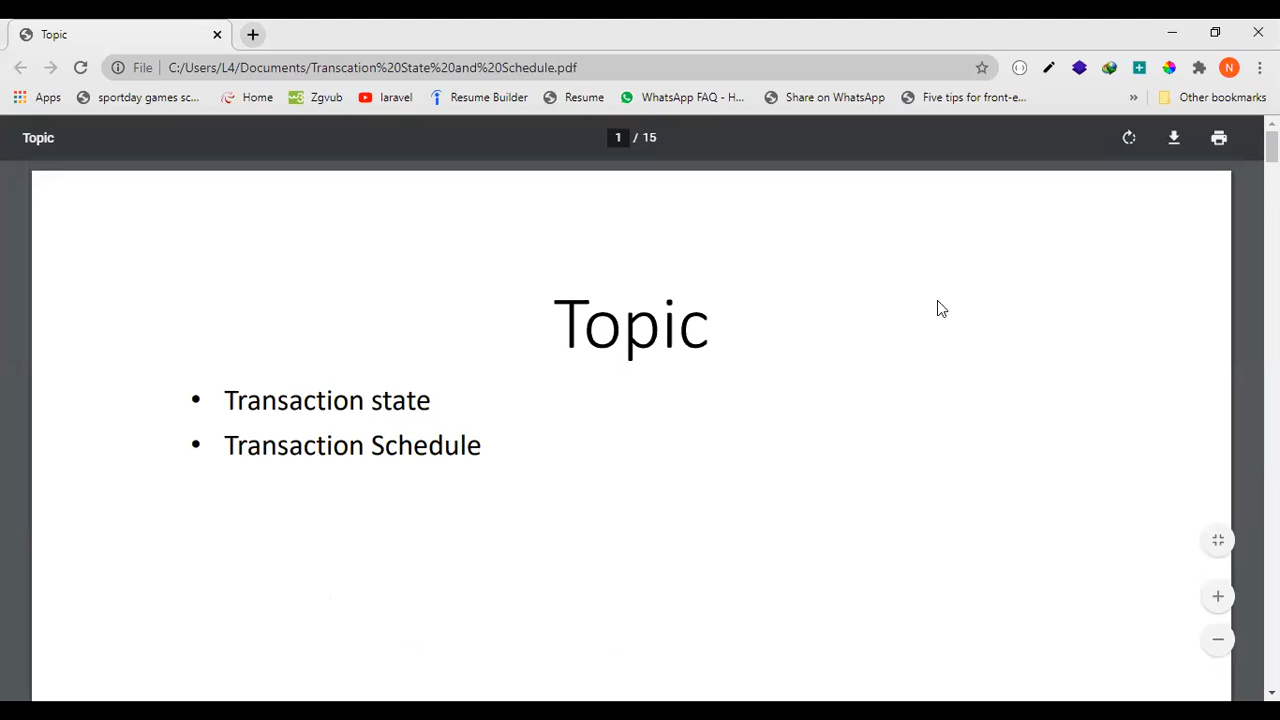 Topic
File
C:/Users/L4/Documents/Transcation%20State%20and%20Schedule.pdf
N
Apps
sportday games sc...
Home
Zgvub
laravel
Resume Builder
Resume
WhatsApp FAQ - H...
Share on WhatsApp
Five tips for front-e...
»
Other bookmarks
Topic
1 / 15
Topic
• Transaction state
• Transaction Schedule